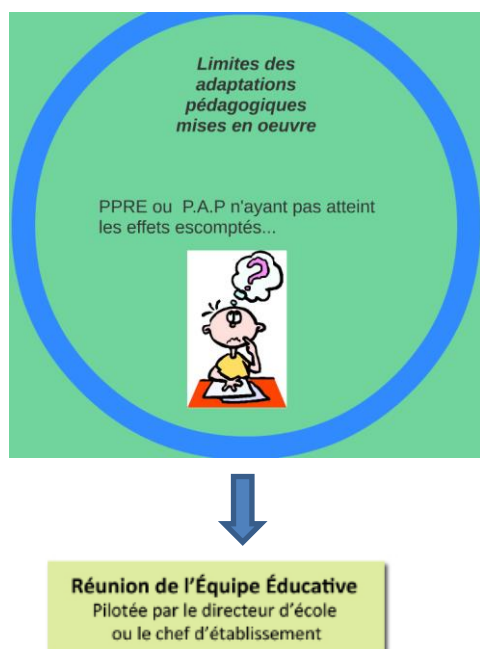 Limites des
adaptations
pédagogiques
mises en oeuvre
PPRE ou P.A.P n'ayant pas atteint
les effets escomptés...
?
Réunion de l'Équipe Éducative
Pilotée par le directeur d'école
ou le chef d'établissement